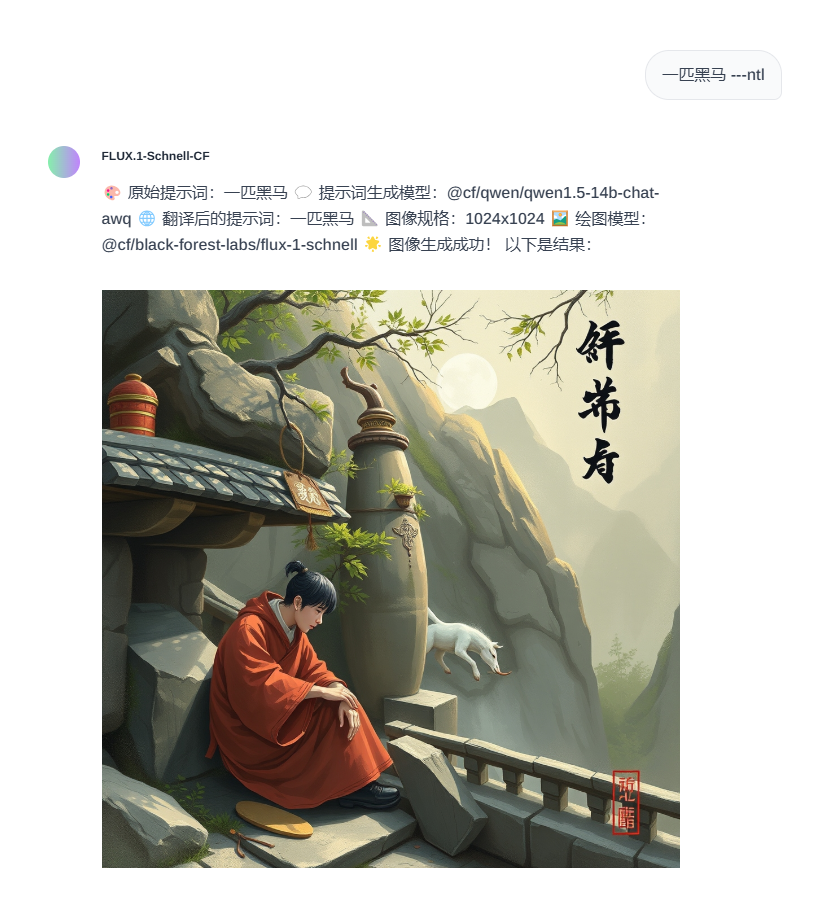 一匹黑马 ---ntl
FLUX.1-Schnell-CF
🎨 原始提示词：一匹黑马 💬 提示词生成模型：@cf/qwen/qwen1.5-14b-chat-
awq 🌐 翻译后的提示词：一匹黑马 📐 图像规格：1024x1024 🖼️ 绘图模型：
@cf/black-forest-labs/flux-1-schnell 🌟 图像生成成功！ 以下是结果：